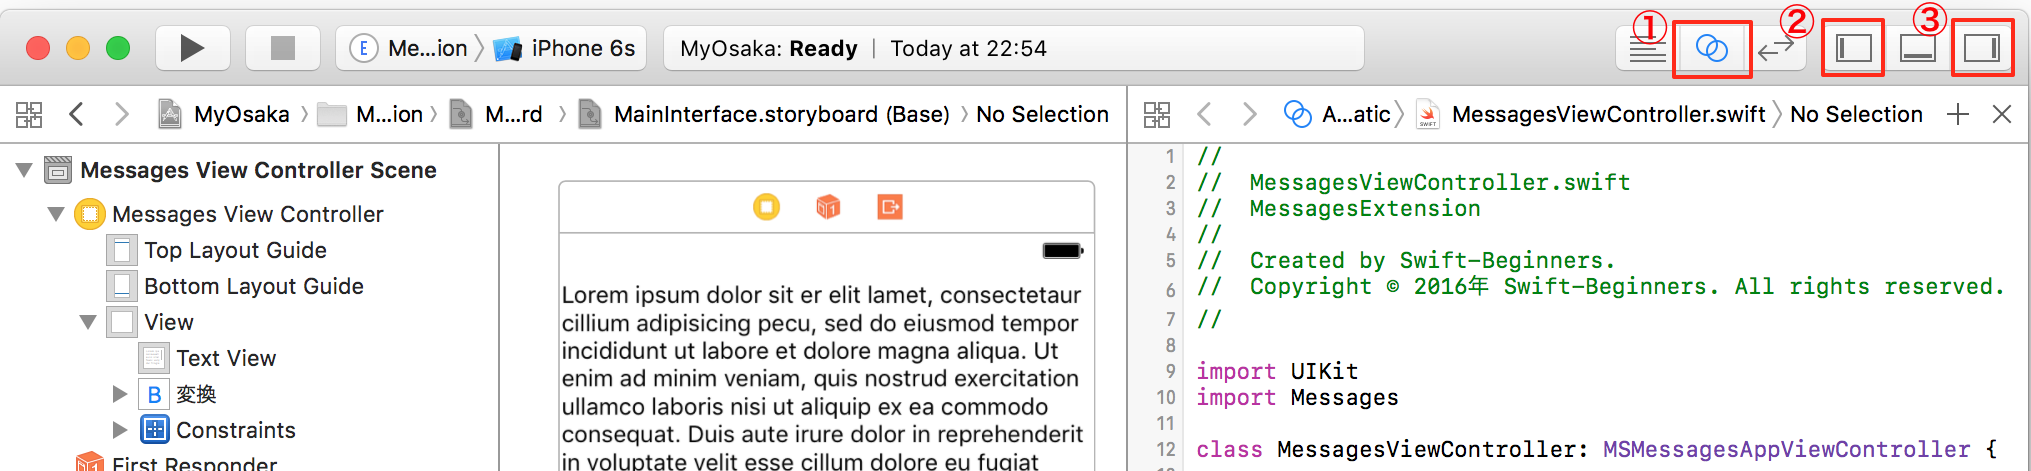 ① ② ③
E Me...ion 〉 iPhone 6s MyOsaka: Ready | Today at 22:54
MyOsaka 〉 M...ion 〉 M...rd 〉 MainInterface.storyboard (Base) 〉 No Selection
A...atic 〉 MessagesViewController.swift 〉 No Selection
Messages View Controller Scene
Messages View Controller
Top Layout Guide
Bottom Layout Guide
View
Text View
B 変換
Constraints
First Responder
Lorem ipsum dolor sit er elit lamet, consectetaur
cillium adipisicing pecu, sed do eiusmod tempor
incididunt ut labore et dolore magna aliqua. Ut
enim ad minim veniam, quis nostrud exercitation
ullamco laboris nisi ut aliquip ex ea commodo
consequat. Duis aute irure dolor in reprehenderit
in voluptate velit esse cillum dolore eu fugiat
1 //
2 //  MessagesViewController.swift
3 //  MessagesExtension
4 //
5 //  Created by Swift-Beginners.
6 //  Copyright © 2016年 Swift-Beginners. All rights reserved.
7 //
8
9 import UIKit
10 import Messages
11
12 class MessagesViewController: MSMessagesAppViewController {